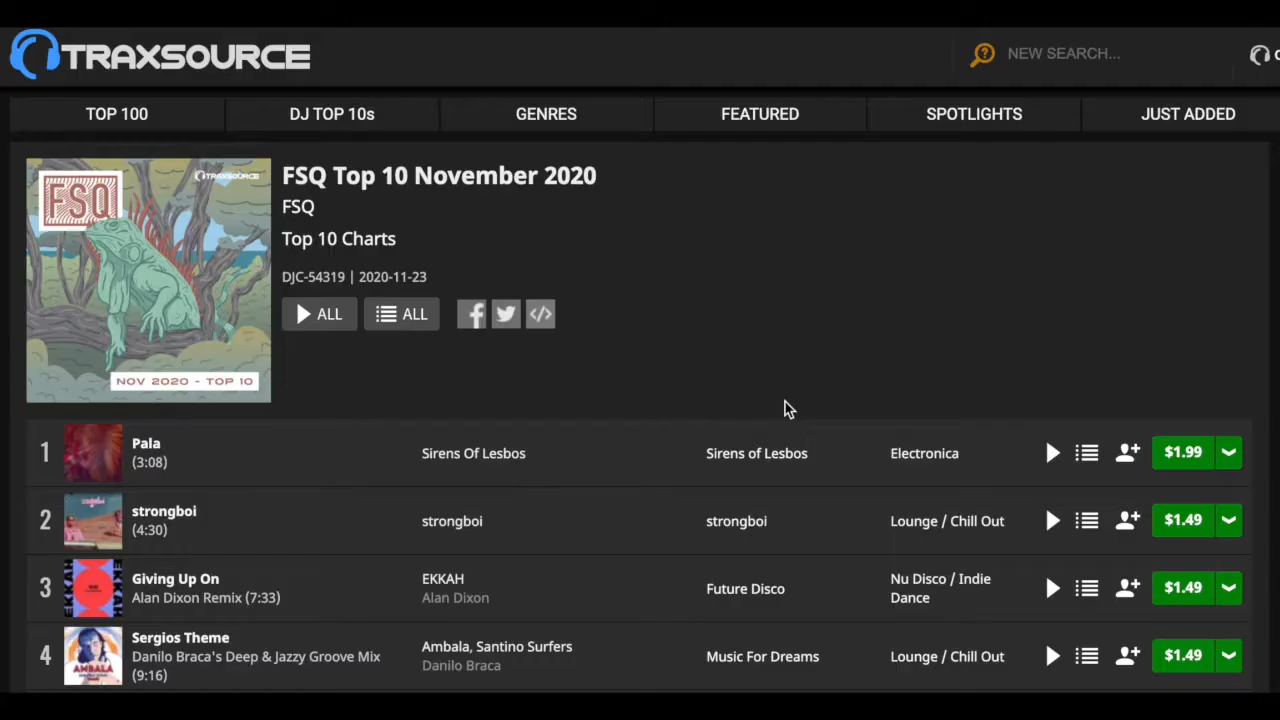 TRAXSOURCE
NEW SEARCH...
TOP 100
DJ TOP 10s
GENRES
FEATURED
SPOTLIGHTS
JUST ADDED
FSQ
TRAXSOURCE
NOV 2020 - TOP 10
FSQ Top 10 November 2020
FSQ
Top 10 Charts
DJC-54319 | 2020-11-23
ALL
ALL
1
Pala
(3:08)
Sirens Of Lesbos
Sirens of Lesbos
Electronica
$1.99
2
strongboi
(4:30)
strongboi
strongboi
Lounge / Chill Out
$1.49
3
Giving Up On
Alan Dixon Remix (7:33)
EKKAH
Alan Dixon
Future Disco
Nu Disco / Indie
Dance
$1.49
4
AMBALA
Sergios Theme
Danilo Braca's Deep & Jazzy Groove Mix
(9:16)
Ambala, Santino Surfers
Danilo Braca
Music For Dreams
Lounge / Chill Out
$1.49